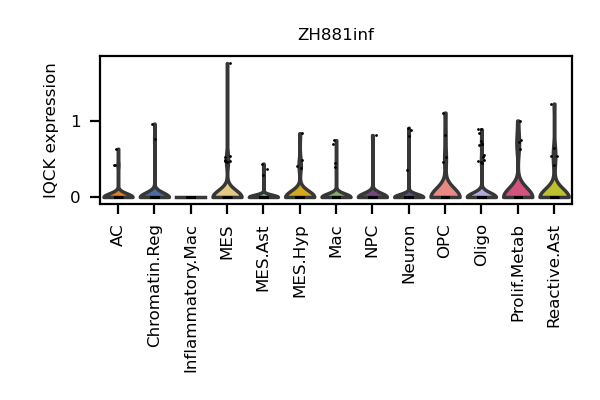 ZH881inf
IQCK expression
1
0
AC
Chromatin.Reg
Inflammatory.Mac
MES
MES.Ast
MES.Hyp
Mac
NPC
Neuron
OPC
Oligo
Prolif.Metab
Reactive.Ast